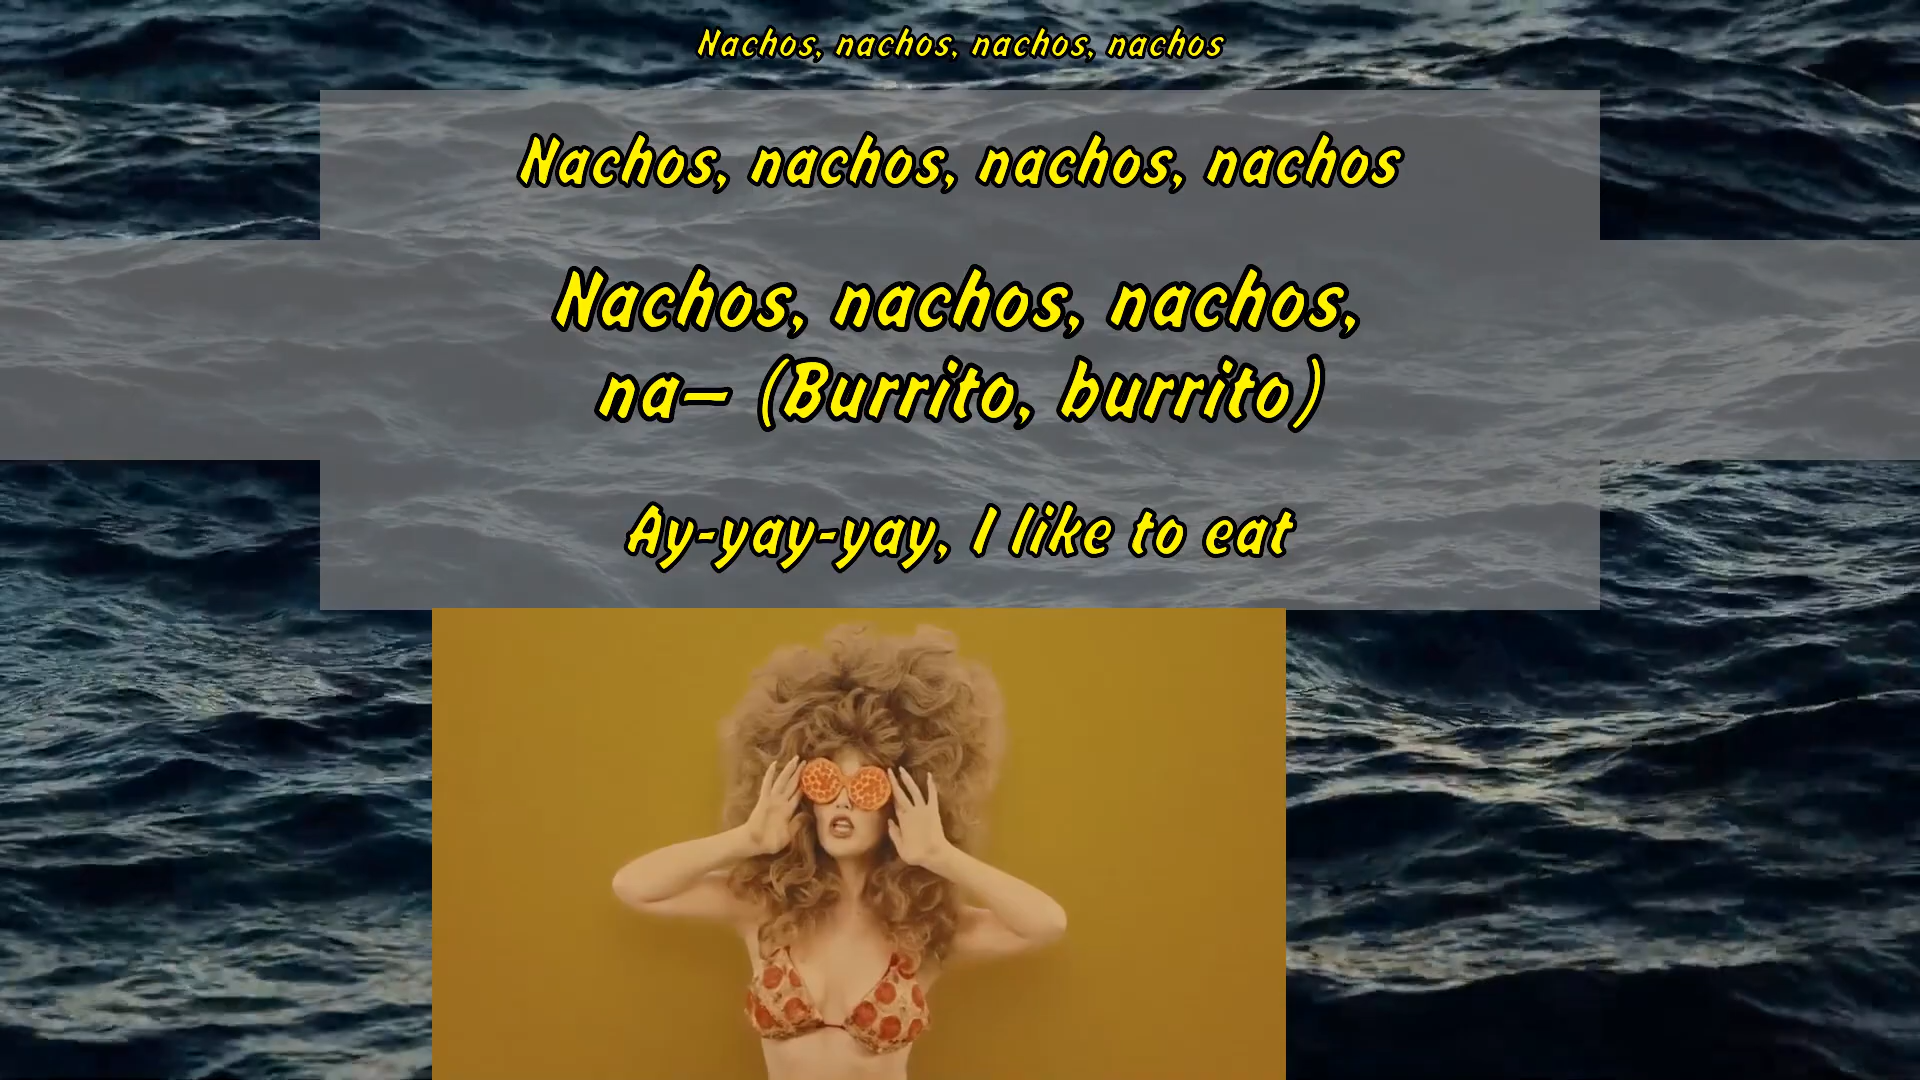 Nachos, nachos, nachos, nachos
Nachos, nachos, nachos, nachos
Nachos, nachos, nachos,
na— (Burrito, burrito)
Ay-yay-yay, I like to eat